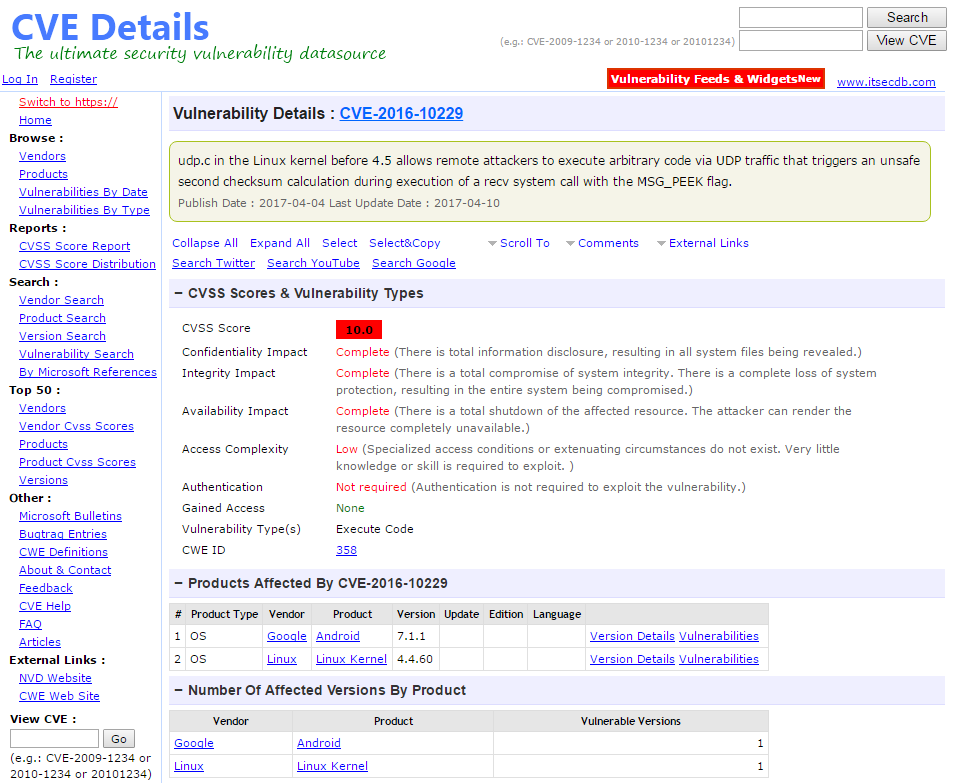 CVE Details
The ultimate security vulnerability datasource
Search
(e.g.: CVE-2009-1234 or 2010-1234 or 20101234)
View CVE
Log In Register
Vulnerability Feeds & WidgetsNew
www.itsecdb.com
Switch to https://
Home
Browse :
Vendors
Products
Vulnerabilities By Date
Vulnerabilities By Type
Reports :
CVSS Score Report
CVSS Score Distribution
Search :
Vendor Search
Product Search
Version Search
Vulnerability Search
By Microsoft References
Top 50 :
Vendors
Vendor Cvss Scores
Products
Product Cvss Scores
Versions
Other :
Microsoft Bulletins
Bugtraq Entries
CWE Definitions
About & Contact
Feedback
CVE Help
FAQ
Articles
External Links :
NVD Website
CWE Web Site
View CVE :
Go
(e.g.: CVE-2009-1234 or
2010-1234 or 20101234)
Vulnerability Details : CVE-2016-10229
udp.c in the Linux kernel before 4.5 allows remote attackers to execute arbitrary code via UDP traffic that triggers an unsafe
second checksum calculation during execution of a recv system call with the MSG_PEEK flag.
Publish Date : 2017-04-04 Last Update Date : 2017-04-10
Collapse All Expand All Select Select&Copy Scroll To Comments External Links
Search Twitter Search YouTube Search Google
− CVSS Scores & Vulnerability Types
CVSS Score 10.0
Confidentiality Impact Complete (There is total information disclosure, resulting in all system files being revealed.)
Integrity Impact Complete (There is a total compromise of system integrity. There is a complete loss of system
protection, resulting in the entire system being compromised.)
Availability Impact Complete (There is a total shutdown of the affected resource. The attacker can render the
resource completely unavailable.)
Access Complexity Low (Specialized access conditions or extenuating circumstances do not exist. Very little
knowledge or skill is required to exploit. )
Authentication Not required (Authentication is not required to exploit the vulnerability.)
Gained Access None
Vulnerability Type(s) Execute Code
CWE ID 358
− Products Affected By CVE-2016-10229
# Product Type Vendor Product Version Update Edition Language
1 OS Google Android 7.1.1 Version Details Vulnerabilities
2 OS Linux Linux Kernel 4.4.60 Version Details Vulnerabilities
− Number Of Affected Versions By Product
Vendor Product Vulnerable Versions
Google Android 1
Linux Linux Kernel 1